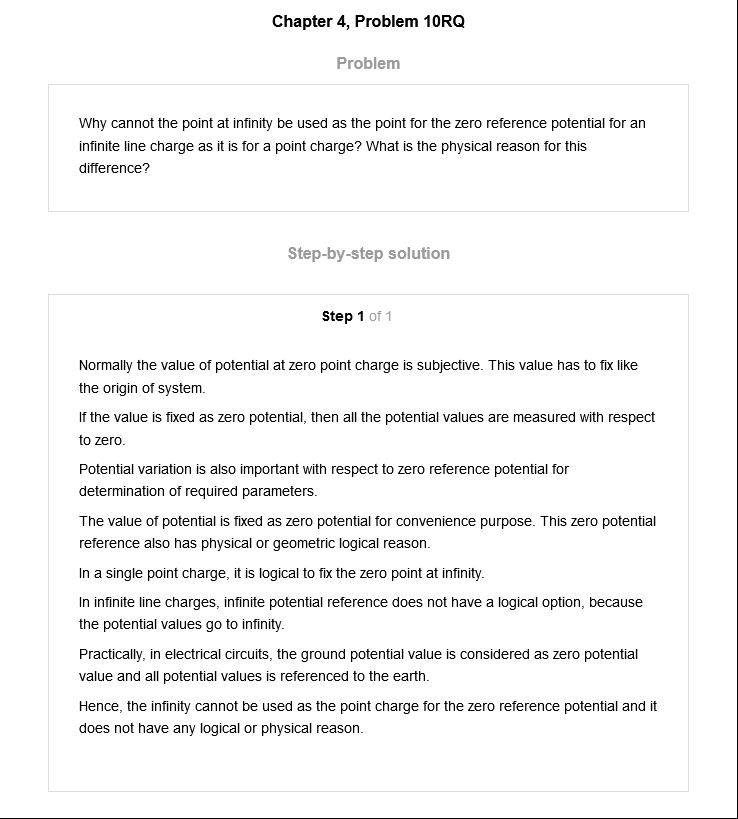 Chapter 4, Problem 10RQ
Problem
Why cannot the point at infinity be used as the point for the zero reference potential for an
infinite line charge as it is for a point charge? What is the physical reason for this
difference?
Step-by-step solution
Step 1 of 1
Normally the value of potential at zero point charge is subjective. This value has to fix like
the origin of system.
If the value is fixed as zero potential, then all the potential values are measured with respect
to zero.
Potential variation is also important with respect to zero reference potential for
determination of required parameters.
The value of potential is fixed as zero potential for convenience purpose. This zero potential
reference also has physical or geometric logical reason.
In a single point charge, it is logical to fix the zero point at infinity.
In infinite line charges, infinite potential reference does not have a logical option, because
the potential values go to infinity.
Practically, in electrical circuits, the ground potential value is considered as zero potential
value and all potential values is referenced to the earth.
Hence, the infinity cannot be used as the point charge for the zero reference potential and it
does not have any logical or physical reason.